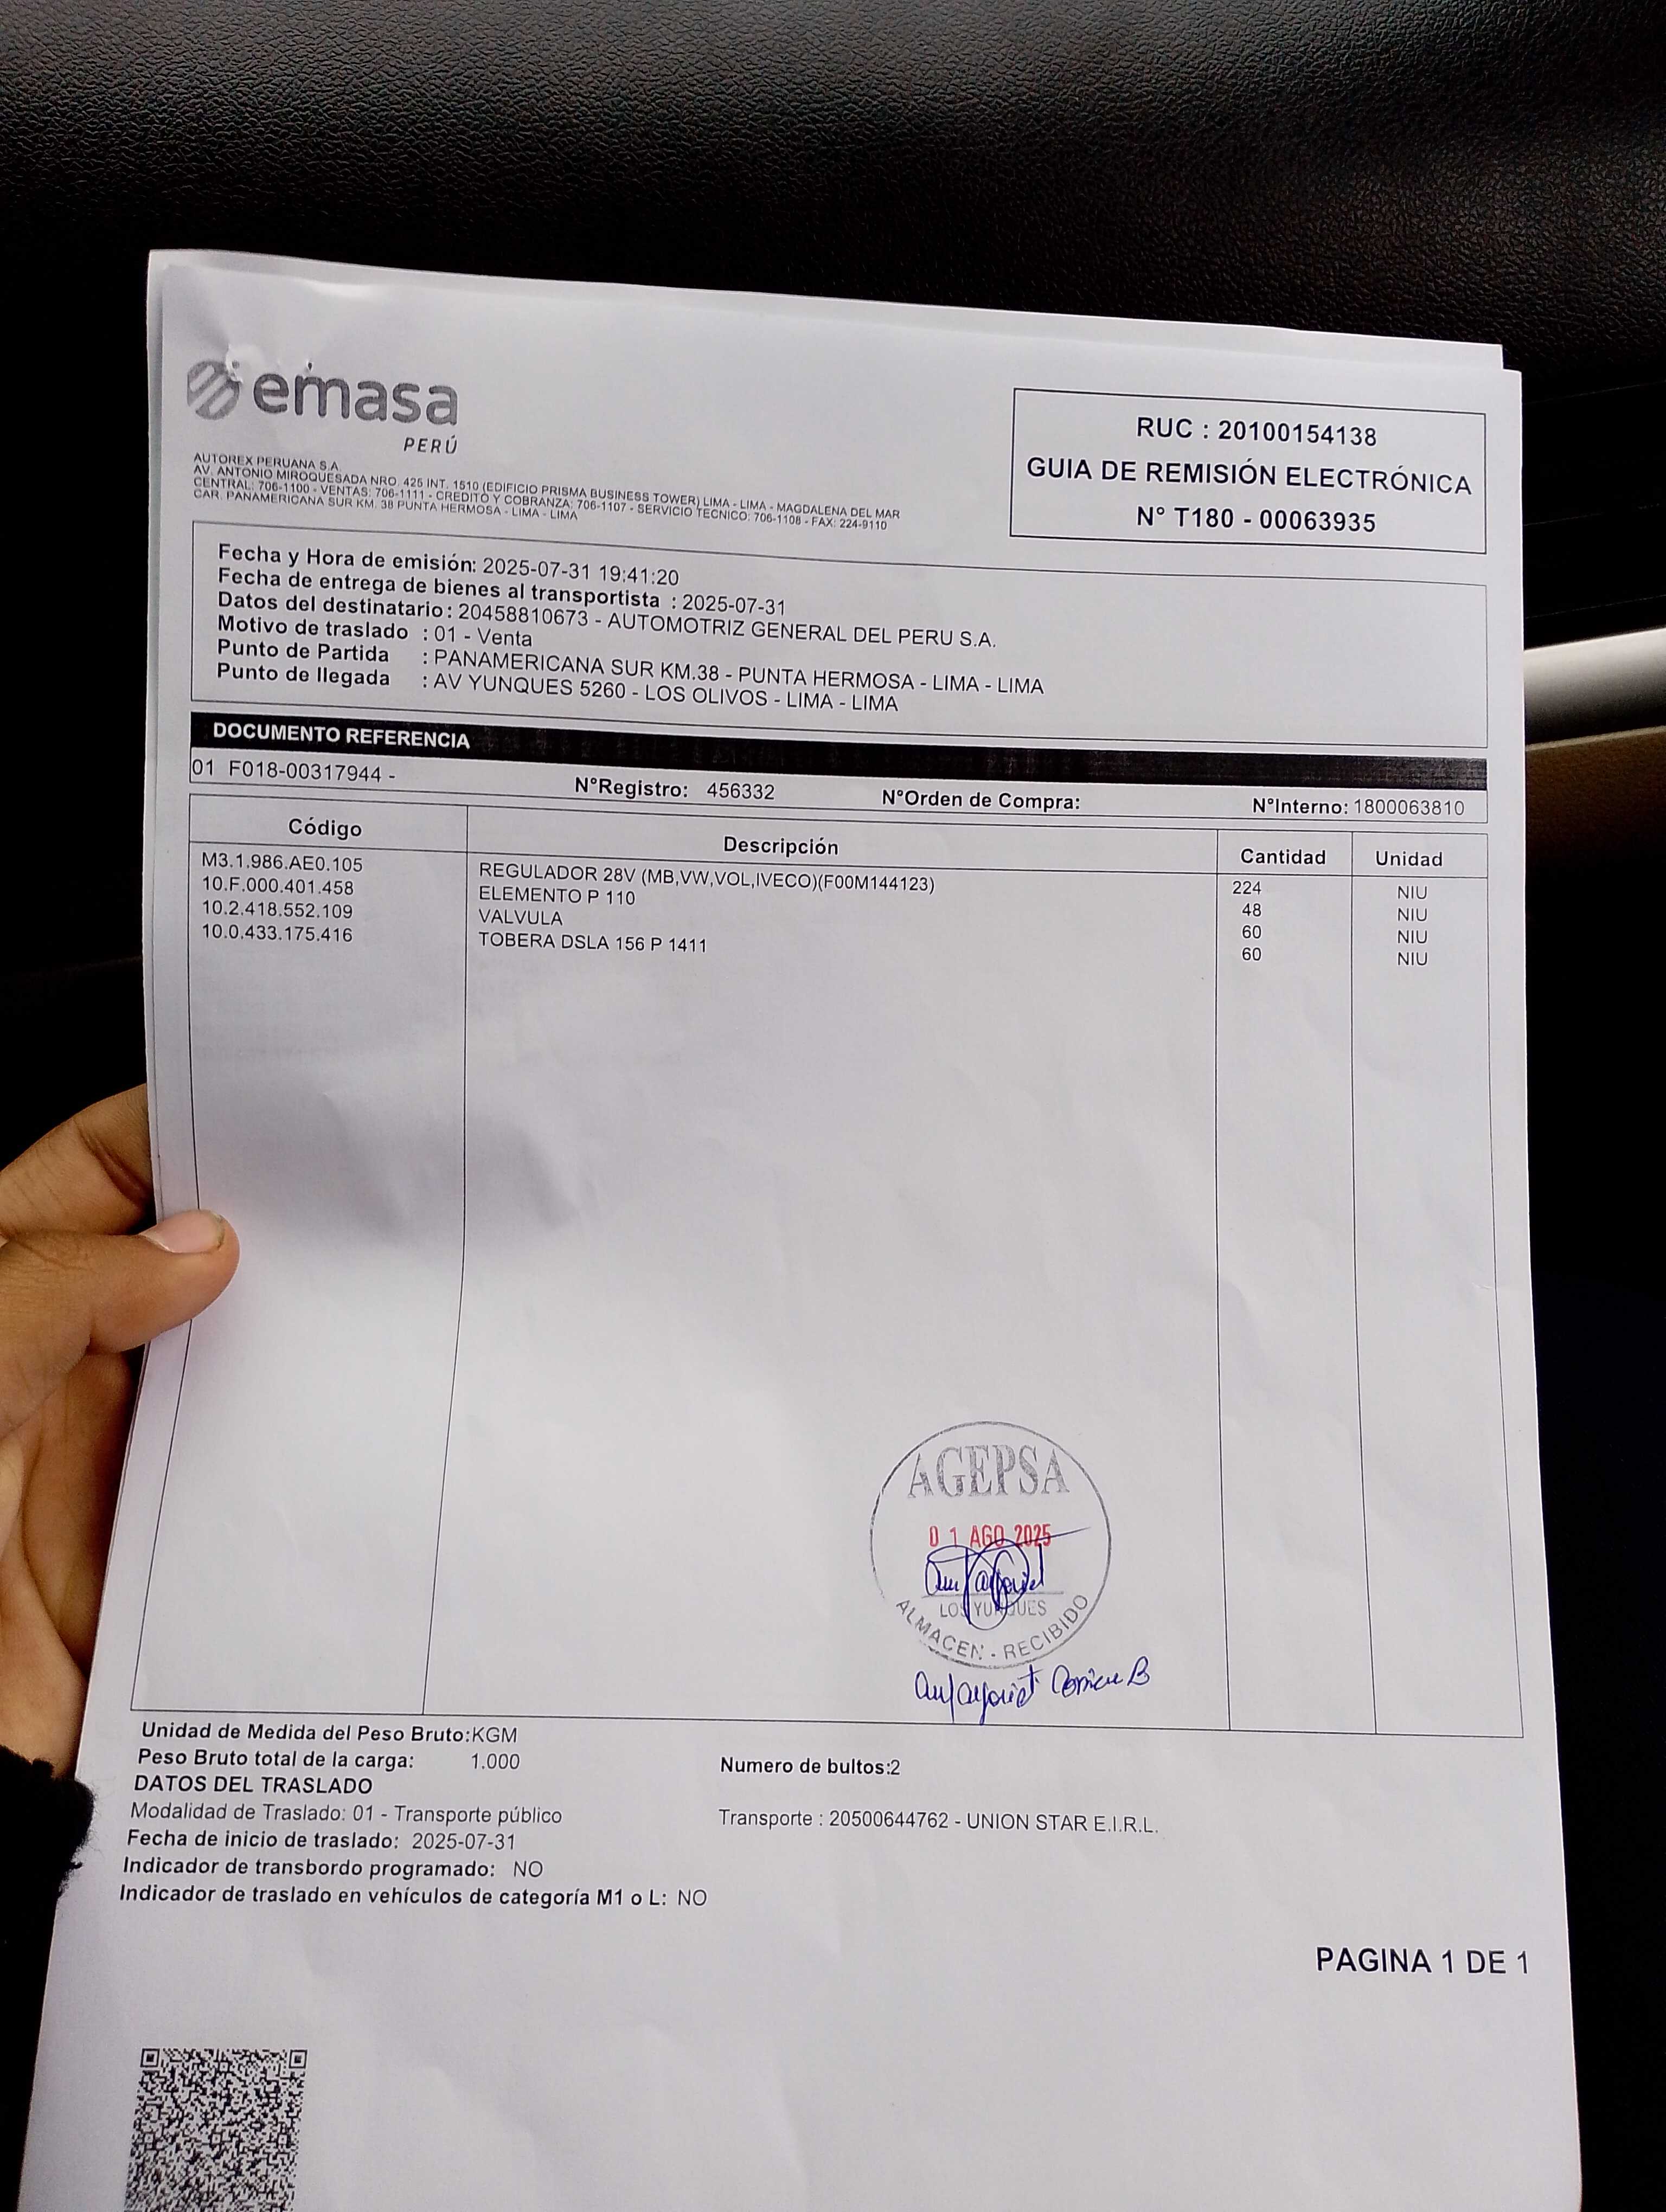 emasa
PERÚ
AUTOREX PERUANA S.A.
AV. ANTONIO MIROQUESADA NRO. 425 INT. 1510 (EDIFICIO PRISMA BUSINESS TOWER) LIMA - LIMA - MAGDALENA DEL MAR
CENTRAL: 706-1100 - VENTAS: 706-1111 - CREDITO Y COBRANZA: 706-1107 - SERVICIO TECNICO: 706-1108 - FAX: 224-9110
CAR. PANAMERICANA SUR KM. 38 PUNTA HERMOSA - LIMA - LIMA
RUC : 20100154138
GUIA DE REMISIÓN ELECTRÓNICA
N° T180 - 00063935
Fecha y Hora de emisión: 2025-07-31 19:41:20
Fecha de entrega de bienes al transportista : 2025-07-31
Datos del destinatario: 20458810673 - AUTOMOTRIZ GENERAL DEL PERU S.A.
Motivo de traslado : 01 - Venta
Punto de Partida : PANAMERICANA SUR KM.38 - PUNTA HERMOSA - LIMA - LIMA
Punto de llegada : AV YUNQUES 5260 - LOS OLIVOS - LIMA - LIMA
DOCUMENTO REFERENCIA
01 F018-00317944 - N°Registro: 456332 N°Orden de Compra: N°Interno: 1800063810
Código Descripción Cantidad Unidad
M3.1.986.AE0.105 REGULADOR 28V (MB,VW,VOL,IVECO)(F00M144123) 224 NIU
10.F.000.401.458 ELEMENTO P 110 48 NIU
10.2.418.552.109 VALVULA 60 NIU
10.0.433.175.416 TOBERA DSLA 156 P 1411 60 NIU
AGEPSA
01 AGO 2025
LOS YUNQUES
ALMACEN - RECIBIDO
Unidad de Medida del Peso Bruto:KGM
Peso Bruto total de la carga: 1.000 Numero de bultos:2
DATOS DEL TRASLADO
Modalidad de Traslado: 01 - Transporte público Transporte : 20500644762 - UNION STAR E.I.R.L.
Fecha de inicio de traslado: 2025-07-31
Indicador de transbordo programado: NO
Indicador de traslado en vehículos de categoría M1 o L: NO
PAGINA 1 DE 1